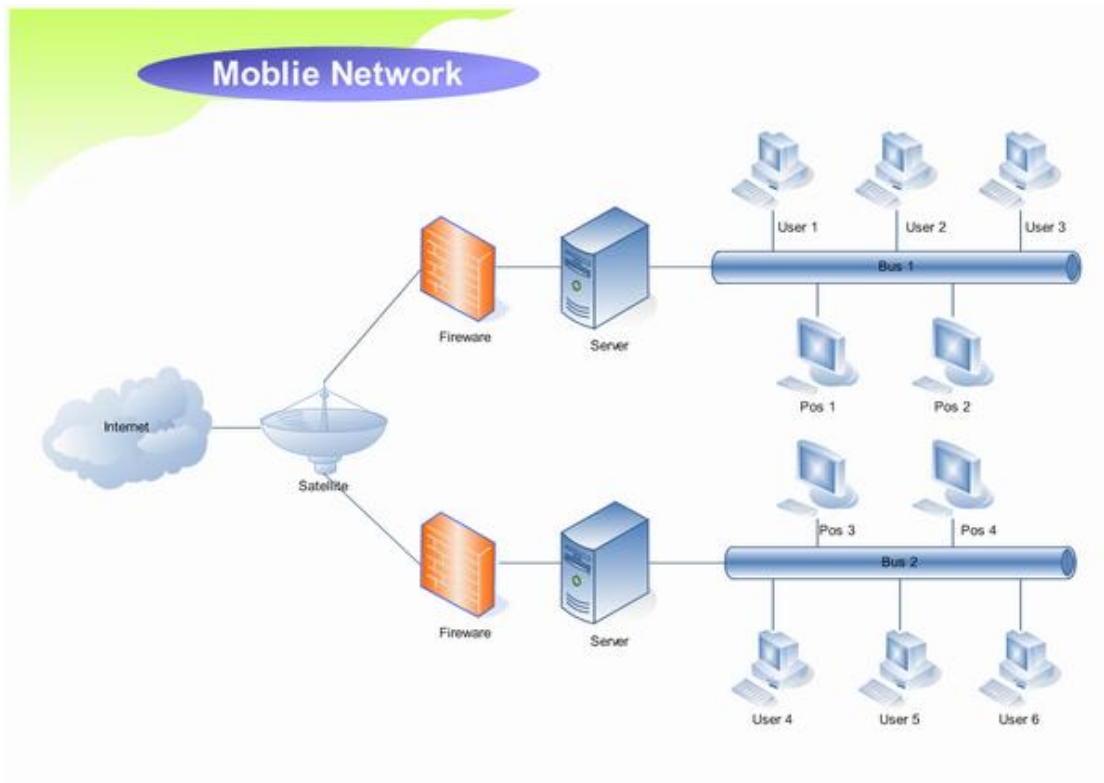 Moblie Network
User 1
User 2
User 3
Bus 1
Fireware
Server
Pos 1
Pos 2
Internet
Satellite
Pos 3
Pos 4
Bus 2
Fireware
Server
User 4
User 5
User 6